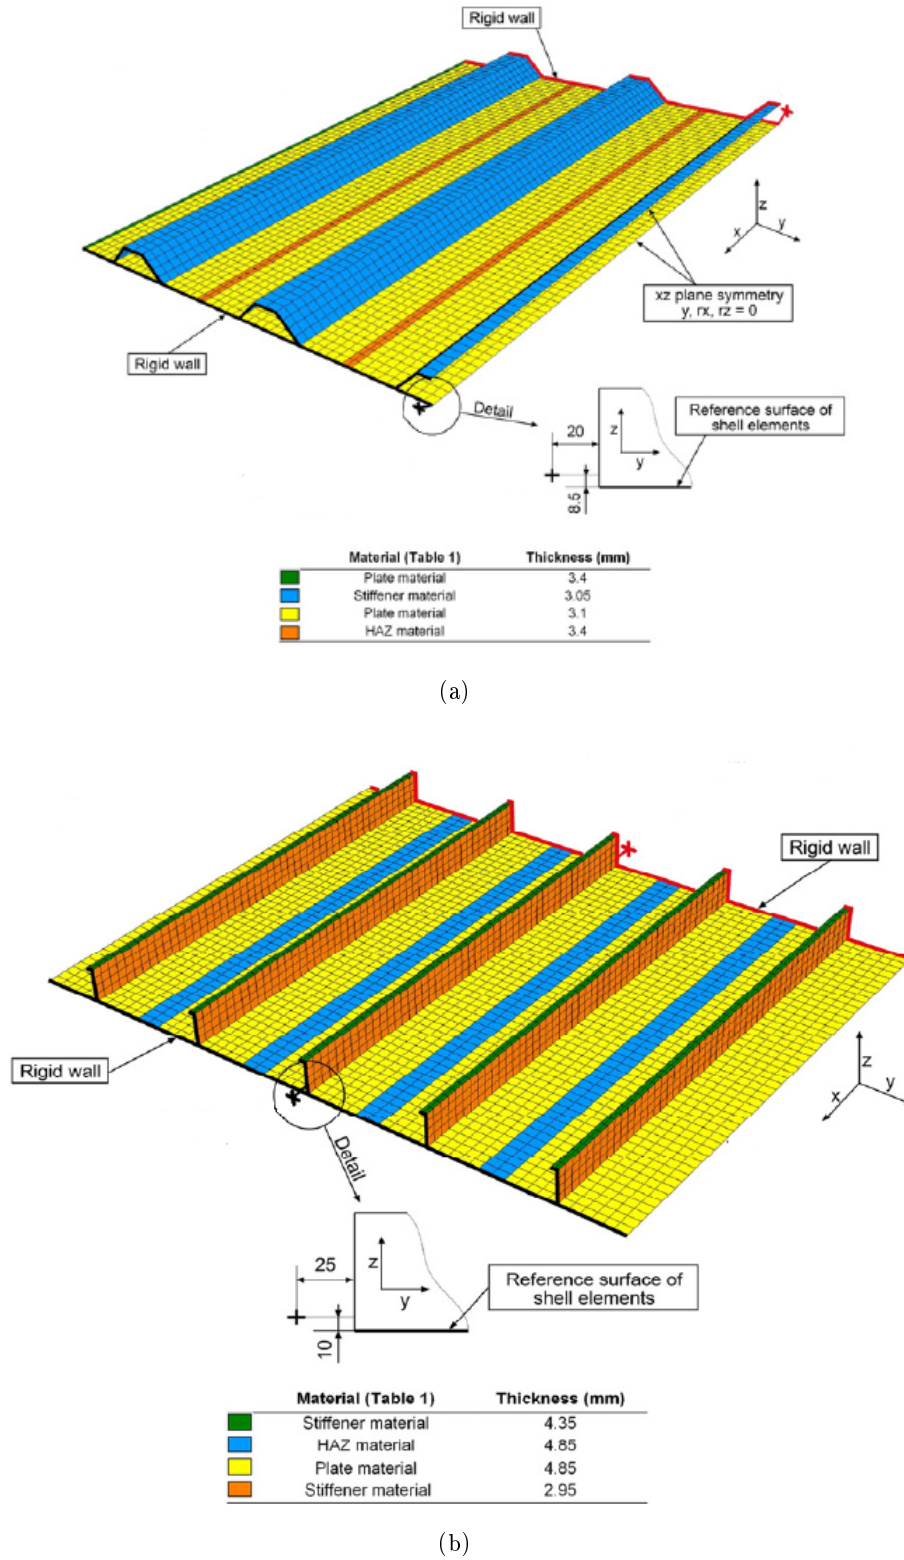 Rigid wall
z
y
x
xz plane symmetry
y, rx, rz = 0
Rigid wall
Detail
20
z
y
8.5
Reference surface of
shell elements
Material (Table 1) Thickness (mm)
Plate material 3.4
Stiffener material 3.05
Plate material 3.1
HAZ material 3.4
(a)
Rigid wall
Rigid wall
z
x
y
Detail
25
z
y
10
Reference surface of
shell elements
Material (Table 1) Thickness (mm)
Stiffener material 4.35
HAZ material 4.85
Plate material 4.85
Stiffener material 2.95
(b)